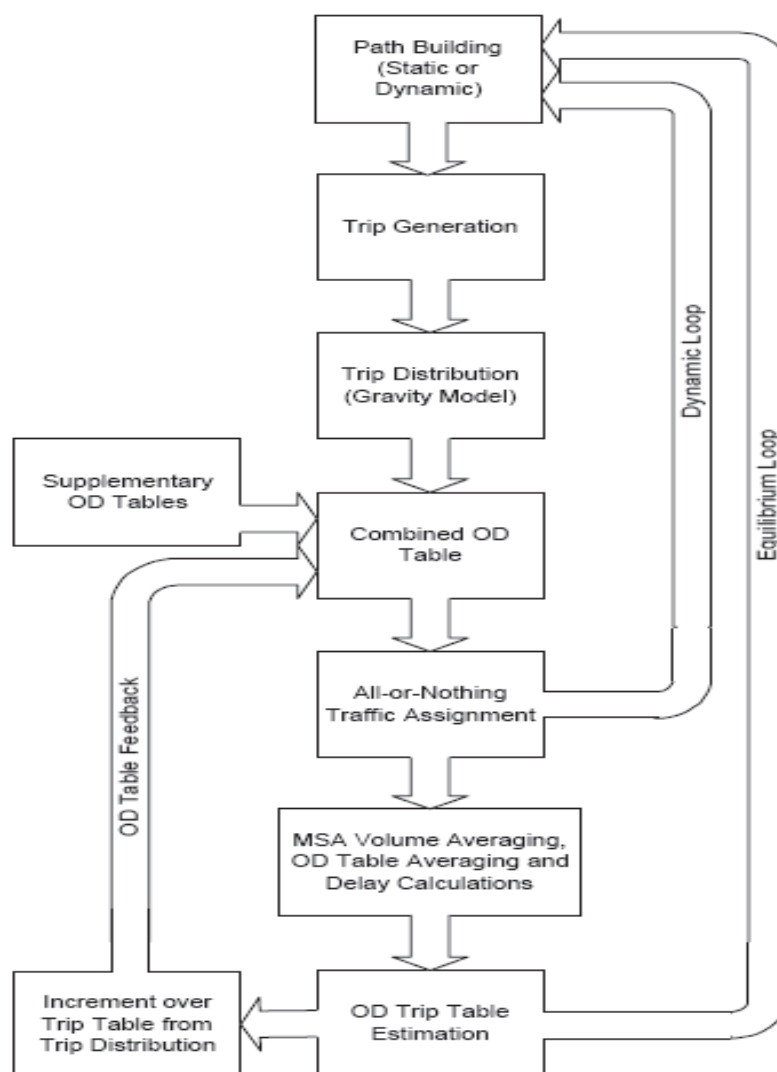 Path Building
(Static or
Dynamic)
Trip Generation
Trip Distribution
(Gravity Model)
Supplementary
OD Tables
Combined OD
Table
All-or-Nothing
Traffic Assignment
MSA Volume Averaging,
OD Table Averaging and
Delay Calculations
OD Trip Table
Estimation
Increment over
Trip Table from
Trip Distribution
OD Table Feedback
Dynamic Loop
Equilibrium Loop